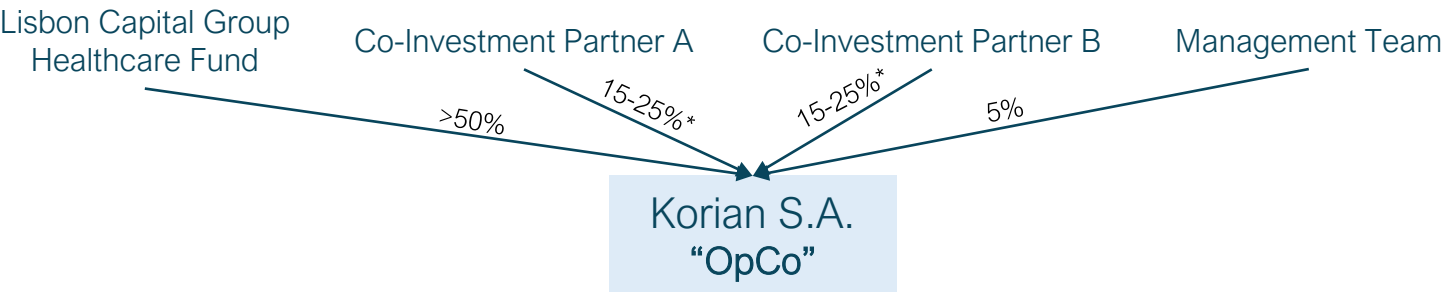 Lisbon Capital Group
Healthcare Fund
Co-Investment Partner A
Co-Investment Partner B
Management Team
>50%
15-25%*
15-25%*
5%
Korian S.A.
“OpCo”